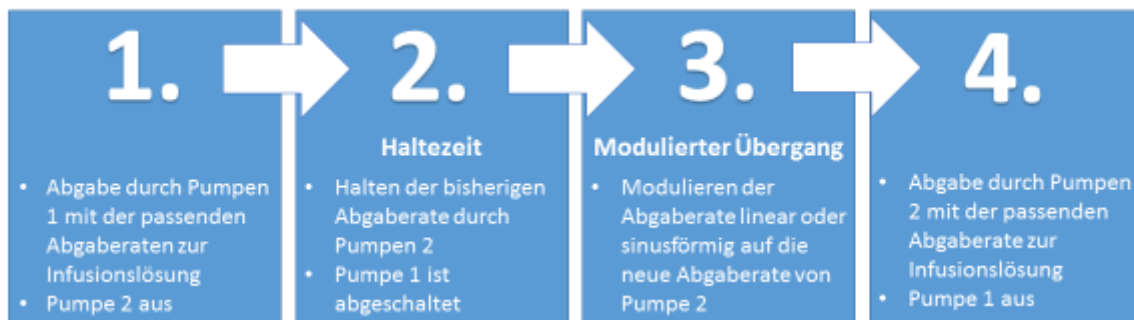 1.
Abgabe durch Pumpen
1 mit der passenden
Abgaberaten zur
Infusionslösung
Pumpe 2 aus
2.
Haltezeit
Halten der bisherigen
Abgaberate durch
Pumpen 2
Pumpe 1 ist
abgeschaltet
3.
Modulierter Übergang
Modulieren der
Abgaberate linear oder
sinusförmig auf die
neue Abgaberate von
Pumpe 2
4.
Abgabe durch Pumpen
2 mit der passenden
Abgaberate zur
Infusionslösung
Pumpe 1 aus